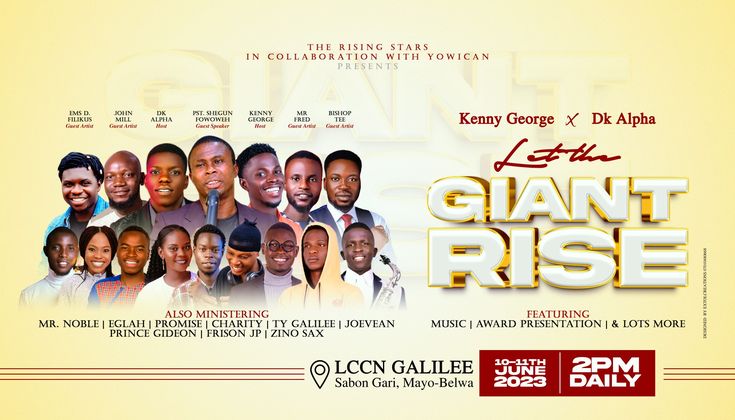 THE RISING STARS
IN COLLABORATION WITH YOWICAN
PRESENTS
EMS D.
FILIKUS
Guest Artist
JOHN
MILL
Guest Artist
DK
ALPHA
Host
PST. SHEGUN
FOWOWEH
Guest Speaker
KENNY
GEORGE
Host
MR
FRED
Guest Artist
BISHOP
TEE
Guest Artist
Kenny George X Dk Alpha
Let the
GIANT
RISE
ALSO MINISTERING
MR. NOBLE | EGLAH | PROMISE | CHARITY | TY GALILEE | JOEVEAN
PRINCE GIDEON | FRISON JP | ZINO SAX
FEATURING
MUSIC | AWARD PRESENTATION | & LOTS MORE
LCCN GALILEE
Sabon Gari, Mayo-Belwa
10-11TH
JUNE
2023
2PM
DAILY